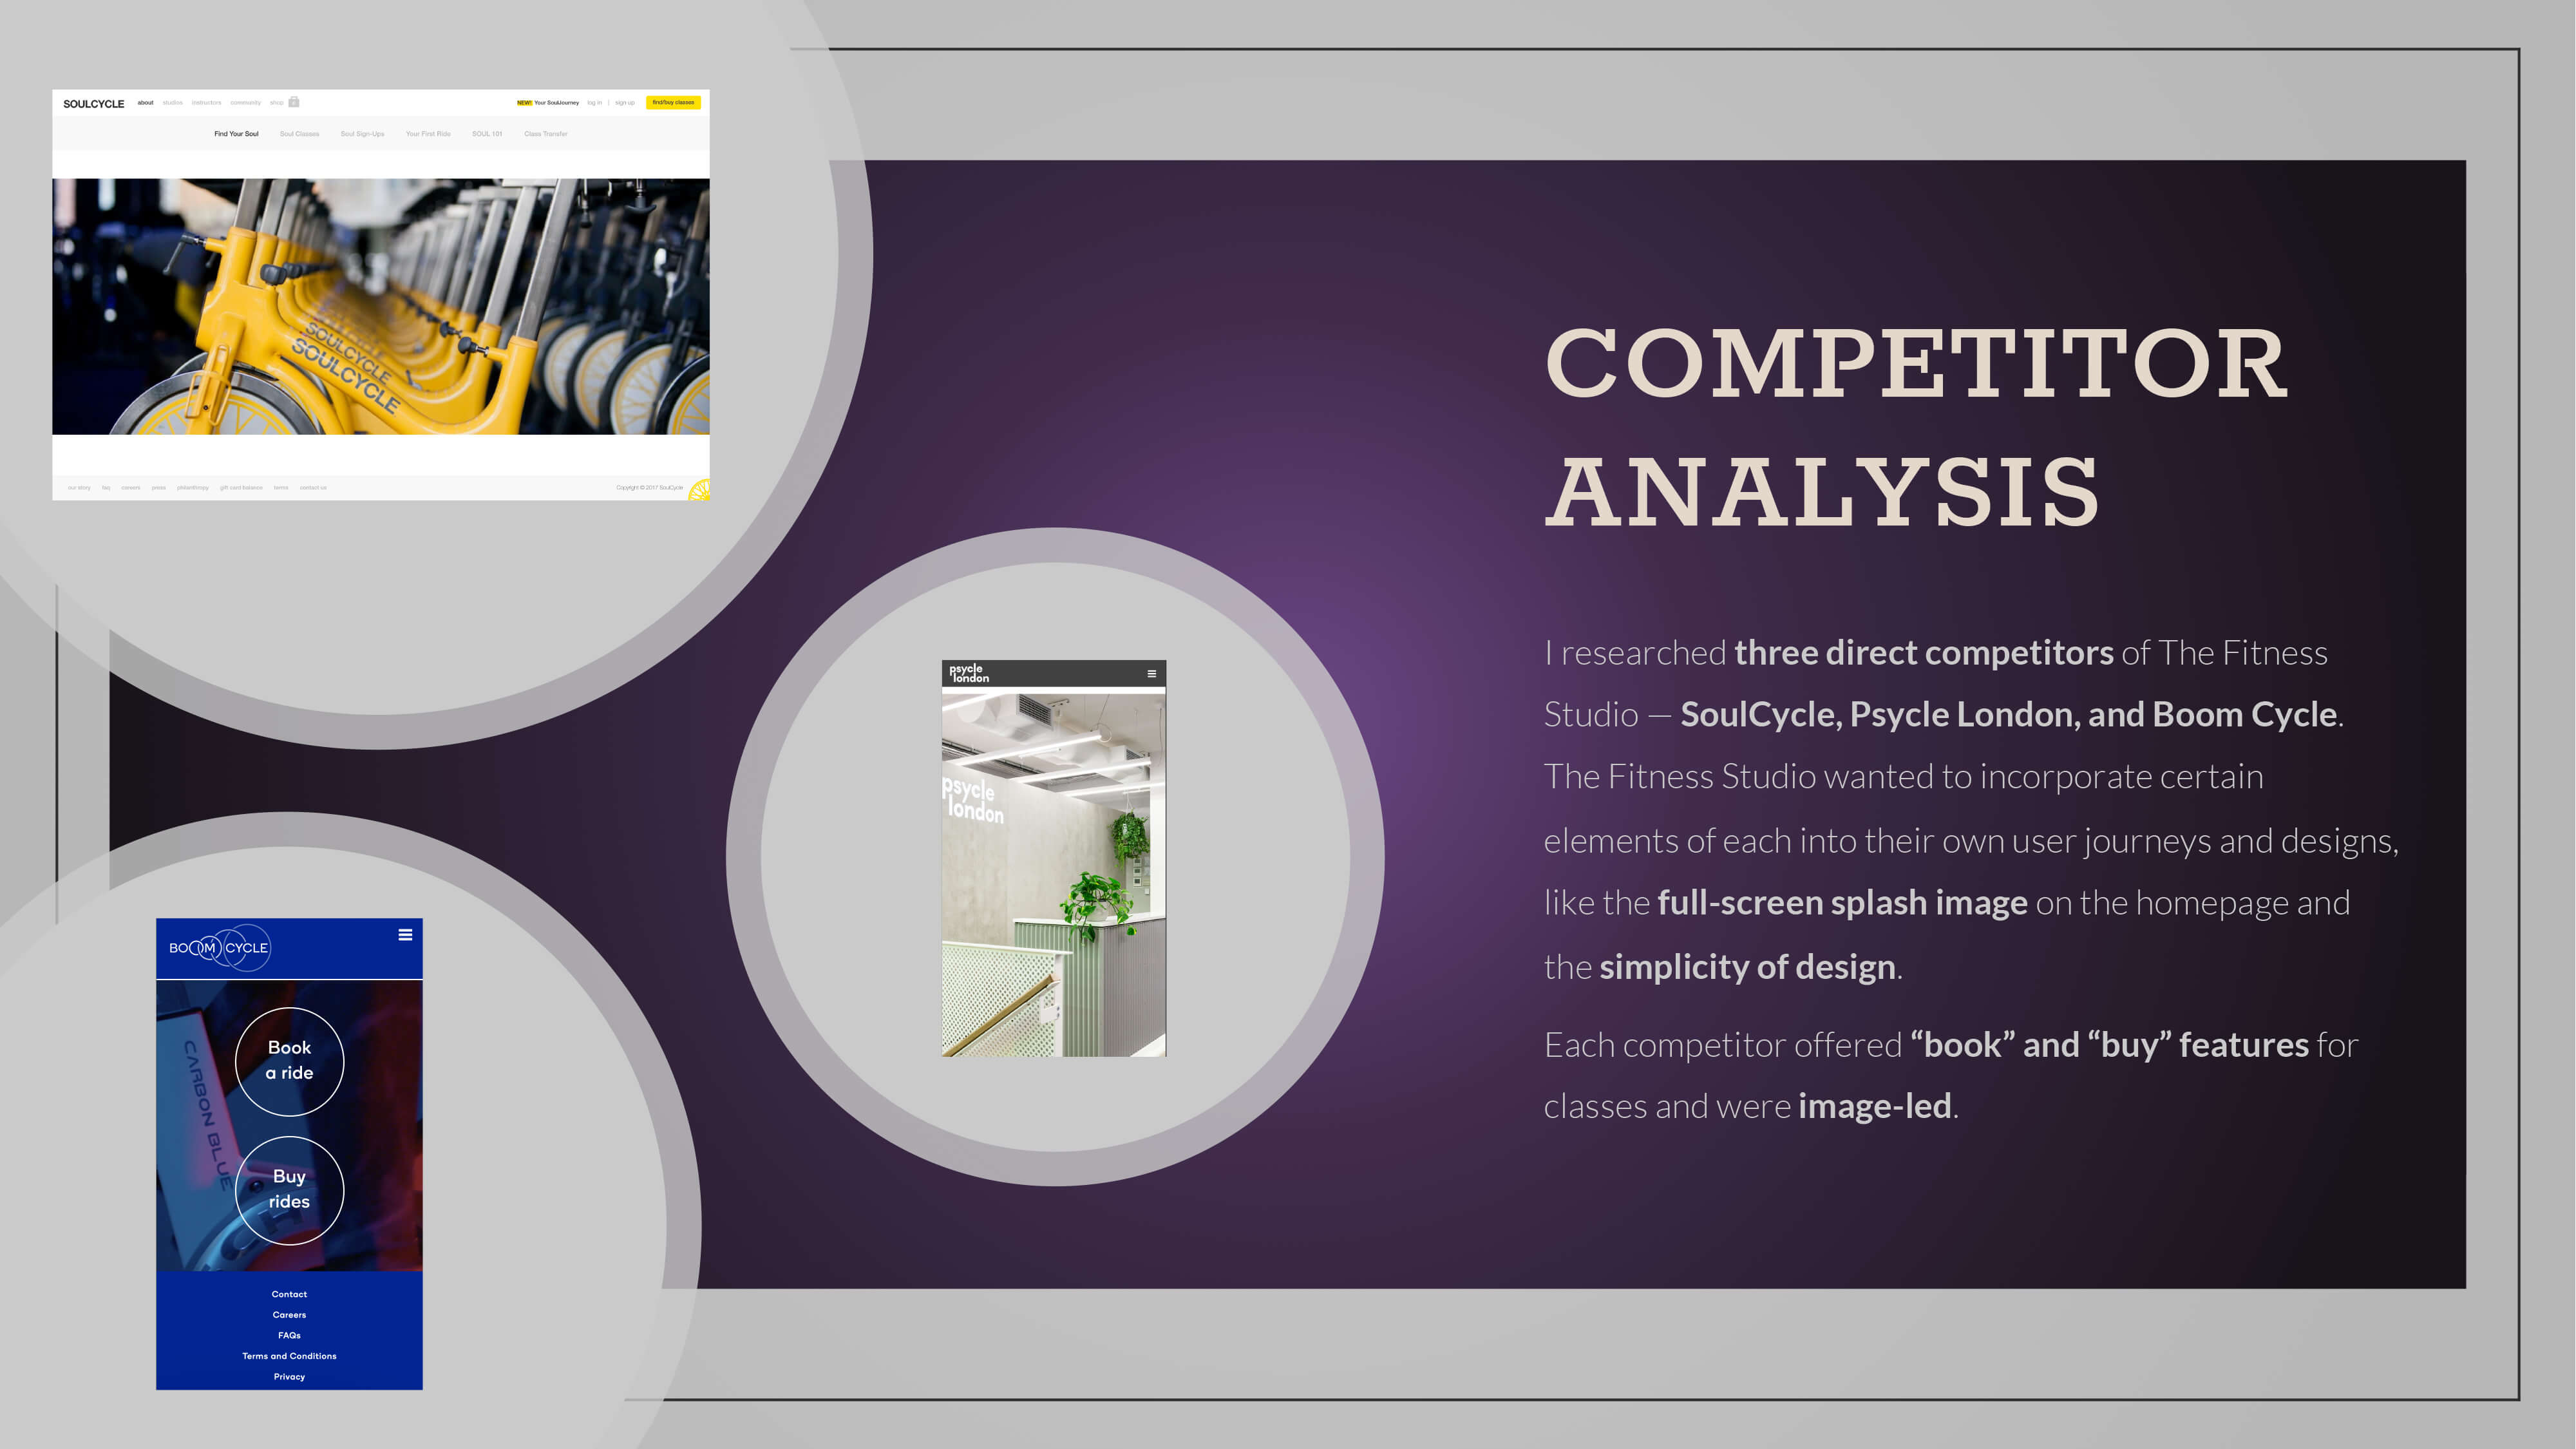 SOULCYCLE about studios instructors community shop
NEW! Your SoulJourney log in | sign up find/buy classes
Find Your Soul Soul Classes Soul Sign-Ups Your First Ride SOUL 101 Class Transfer
SOULCYCLE
SOULCYCLE
our story faq careers press philanthropy gift card balance terms contact us
Copyright © 2017 SoulCycle
psycle
london
psycle
london
BOOM CYCLE
CARBON BLUE
Book
a ride
Buy
rides
Contact
Careers
FAQs
Terms and Conditions
Privacy
COMPETITOR
ANALYSIS
I researched three direct competitors of The Fitness
Studio — SoulCycle, Psycle London, and Boom Cycle.
The Fitness Studio wanted to incorporate certain
elements of each into their own user journeys and designs,
like the full-screen splash image on the homepage and
the simplicity of design.
Each competitor offered “book” and “buy” features for
classes and were image-led.